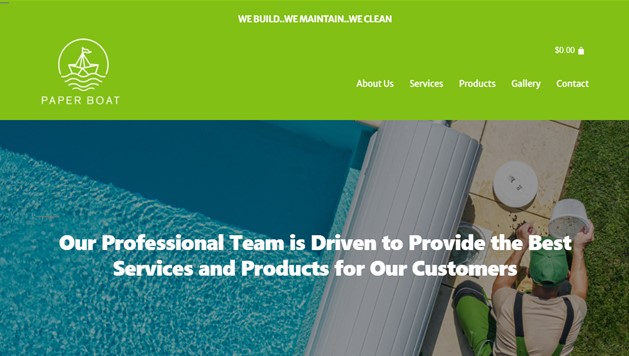 WE BUILD..WE MAINTAIN..WE CLEAN
$0.00
PAPER BOAT
About Us Services Products Gallery Contact
Our Professional Team is Driven to Provide the Best
Services and Products for Our Customers